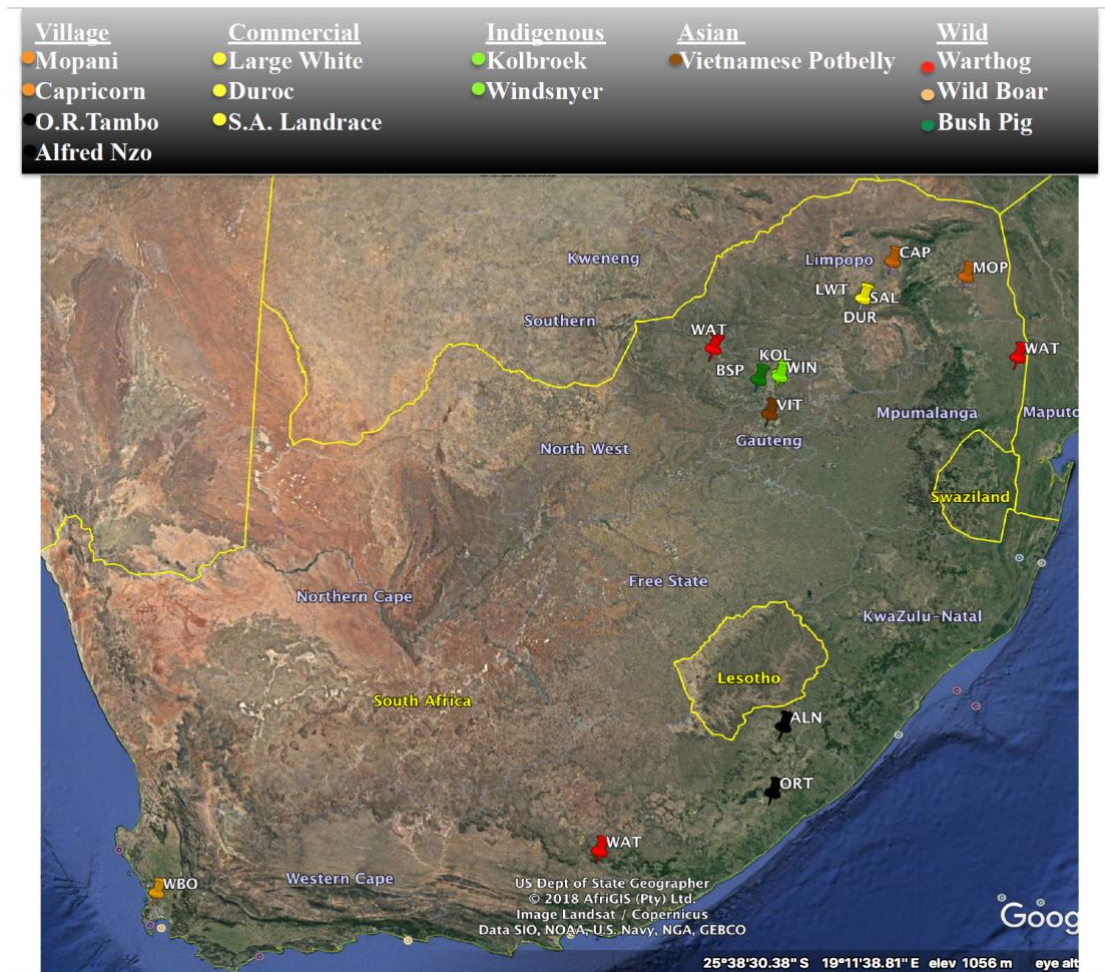 Village Commercial Indigenous Asian Wild
Mopani Large White Kolbroek Vietnamese Potbelly Warthog
Capricorn Duroc Windsnyer Wild Boar
O.R.Tambo S.A. Landrace Bush Pig
Alfred Nzo
Kweneng Limpopo CAP
MOP
LWT SAL
DUR
Southern
WAT
WAT
KOL
BSP WIN
VIT
Mpumalanga Maputo
Gauteng
North West
Swaziland
Free State
Northern Cape
KwaZulu-Natal
Lesotho
South Africa
ALN
ORT
WAT
Western Cape
WBO
US Dept of State Geographer
© 2018 AfriGIS (Pty) Ltd.
Image Landsat / Copernicus
Data SIO, NOAA, U.S. Navy, NGA, GEBCO
Goog
25°38'30.38" S 19°11'38.81" E elev 1056 m eye alt